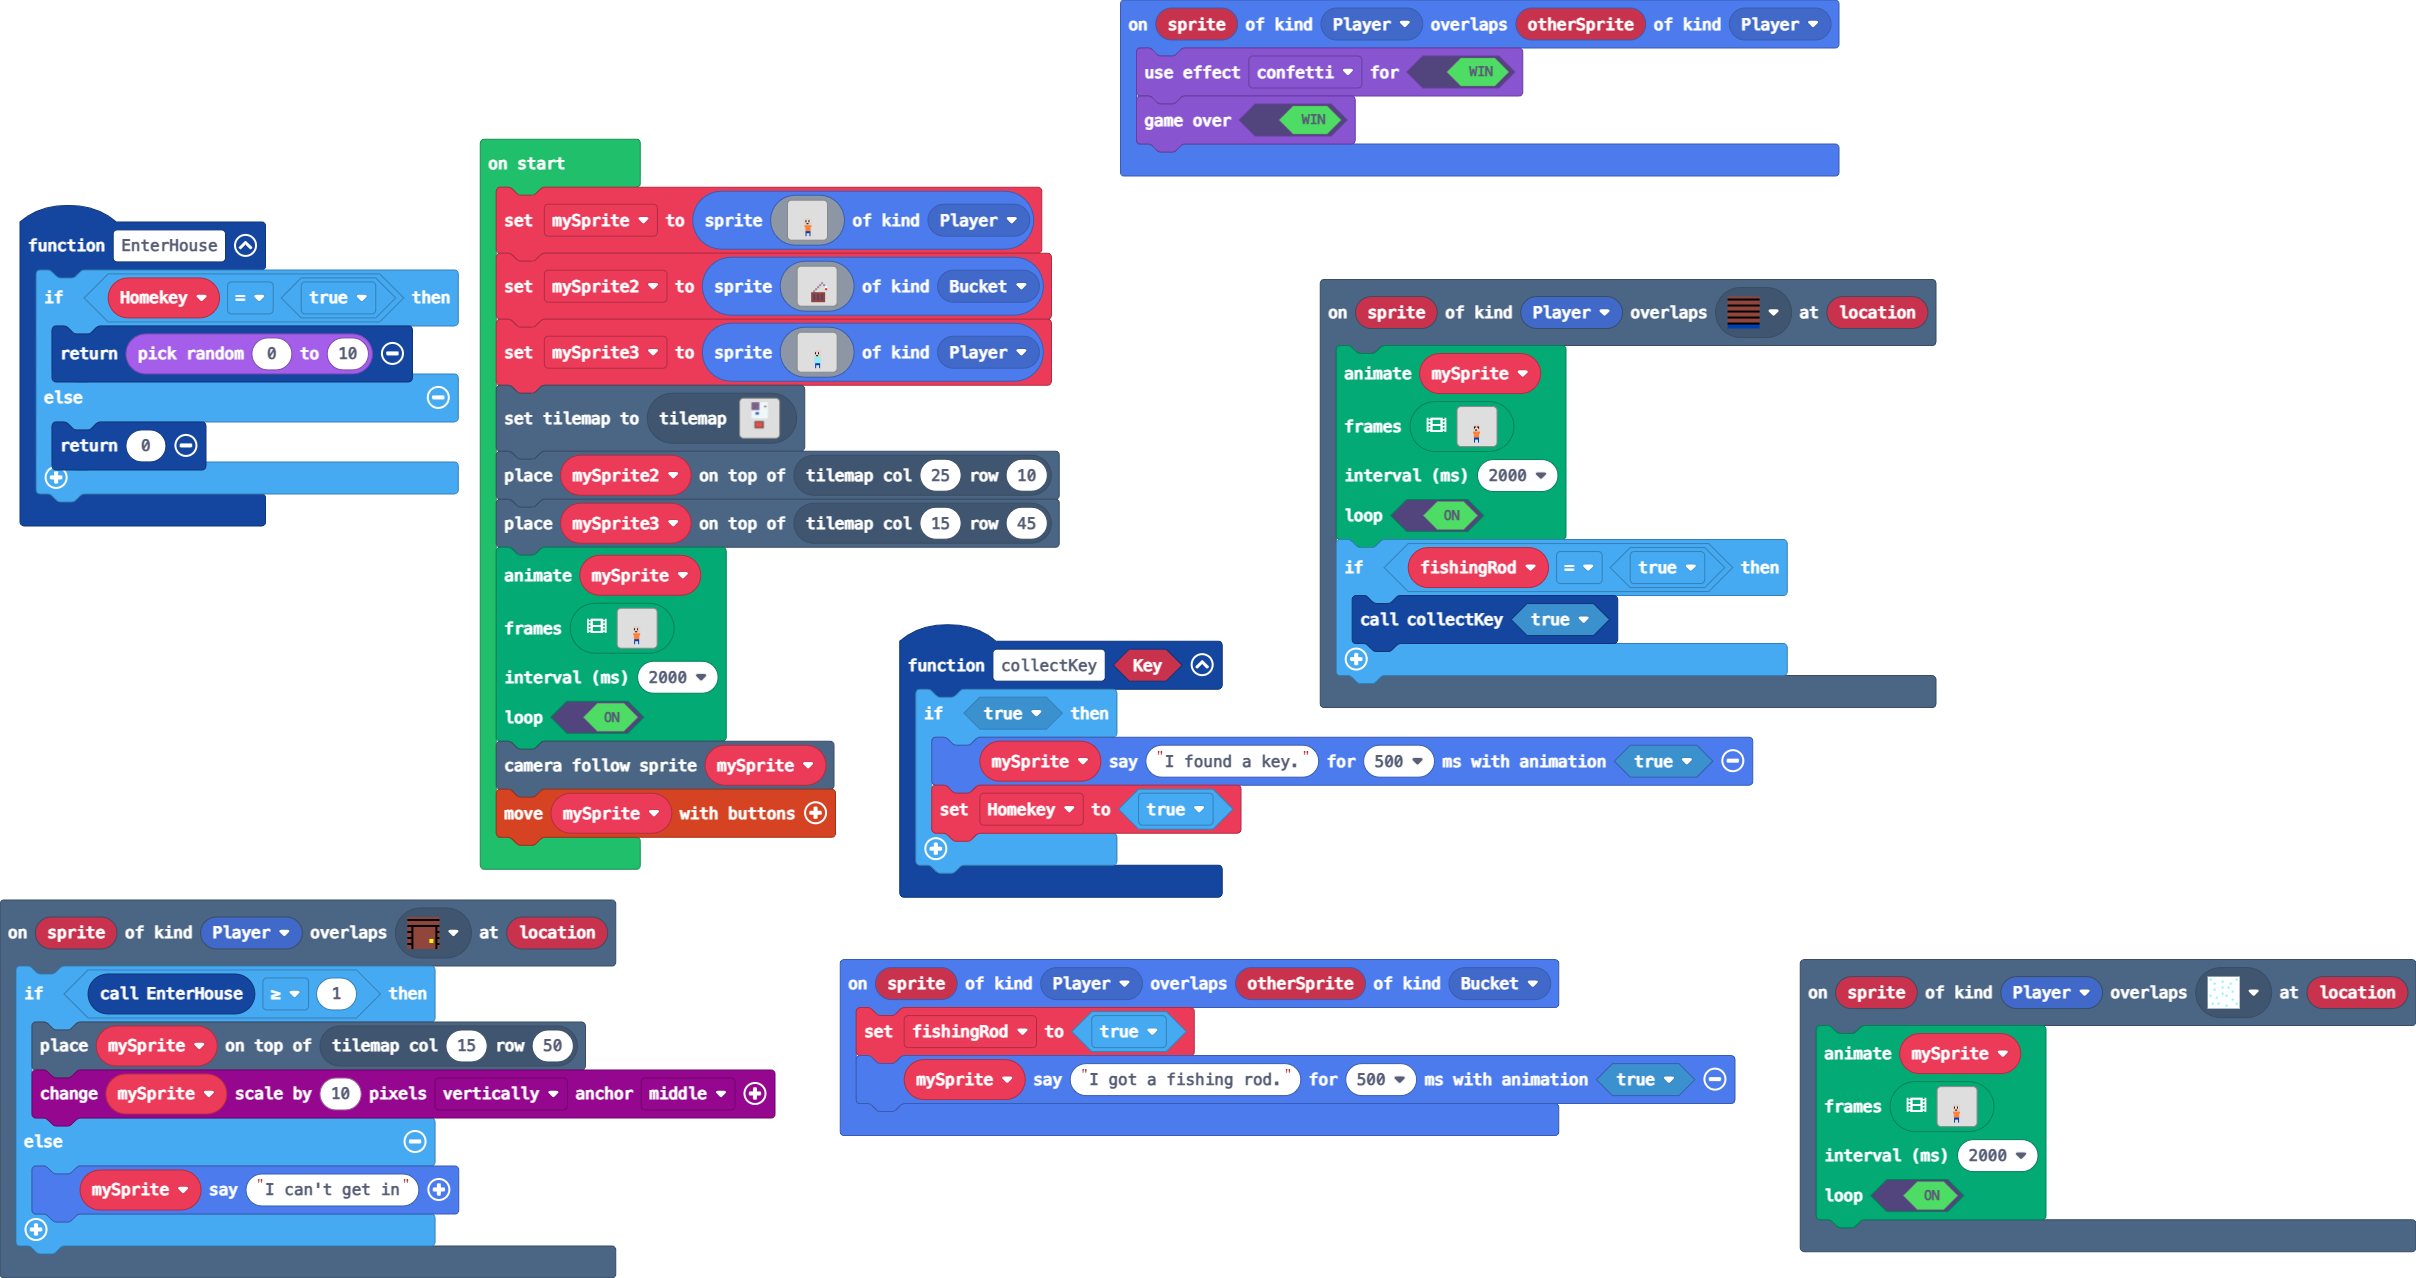 on sprite of kind Player overlaps otherSprite of kind Player
use effect confetti for WIN
game over WIN
function EnterHouse
if Homekey = true then
return pick random 0 to 10
else
return 0
on start
set mySprite to sprite of kind Player
set mySprite2 to sprite of kind Bucket
set mySprite3 to sprite of kind Player
set tilemap to tilemap
place mySprite2 on top of tilemap col 25 row 10
place mySprite3 on top of tilemap col 15 row 45
animate mySprite
frames
interval (ms) 2000
loop ON
camera follow sprite mySprite
move mySprite with buttons
on sprite of kind Player overlaps at location
animate mySprite
frames
interval (ms) 2000
loop ON
if fishingRod = true then
call collectKey true
function collectKey Key
if true then
mySprite say "I found a key." for 500 ms with animation true
set Homekey to true
on sprite of kind Player overlaps at location
if call EnterHouse ≥ 1 then
place mySprite on top of tilemap col 15 row 50
change mySprite scale by 10 pixels vertically anchor middle
else
mySprite say "I can't get in"
on sprite of kind Player overlaps otherSprite of kind Bucket
set fishingRod to true
mySprite say "I got a fishing rod." for 500 ms with animation true
on sprite of kind Player overlaps at location
animate mySprite
frames
interval (ms) 2000
loop ON